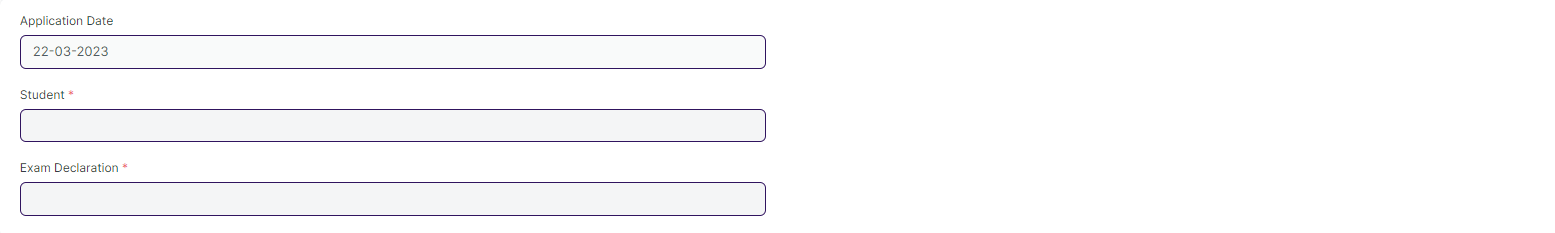 Application Date
22-03-2023
Student *
Exam Declaration *